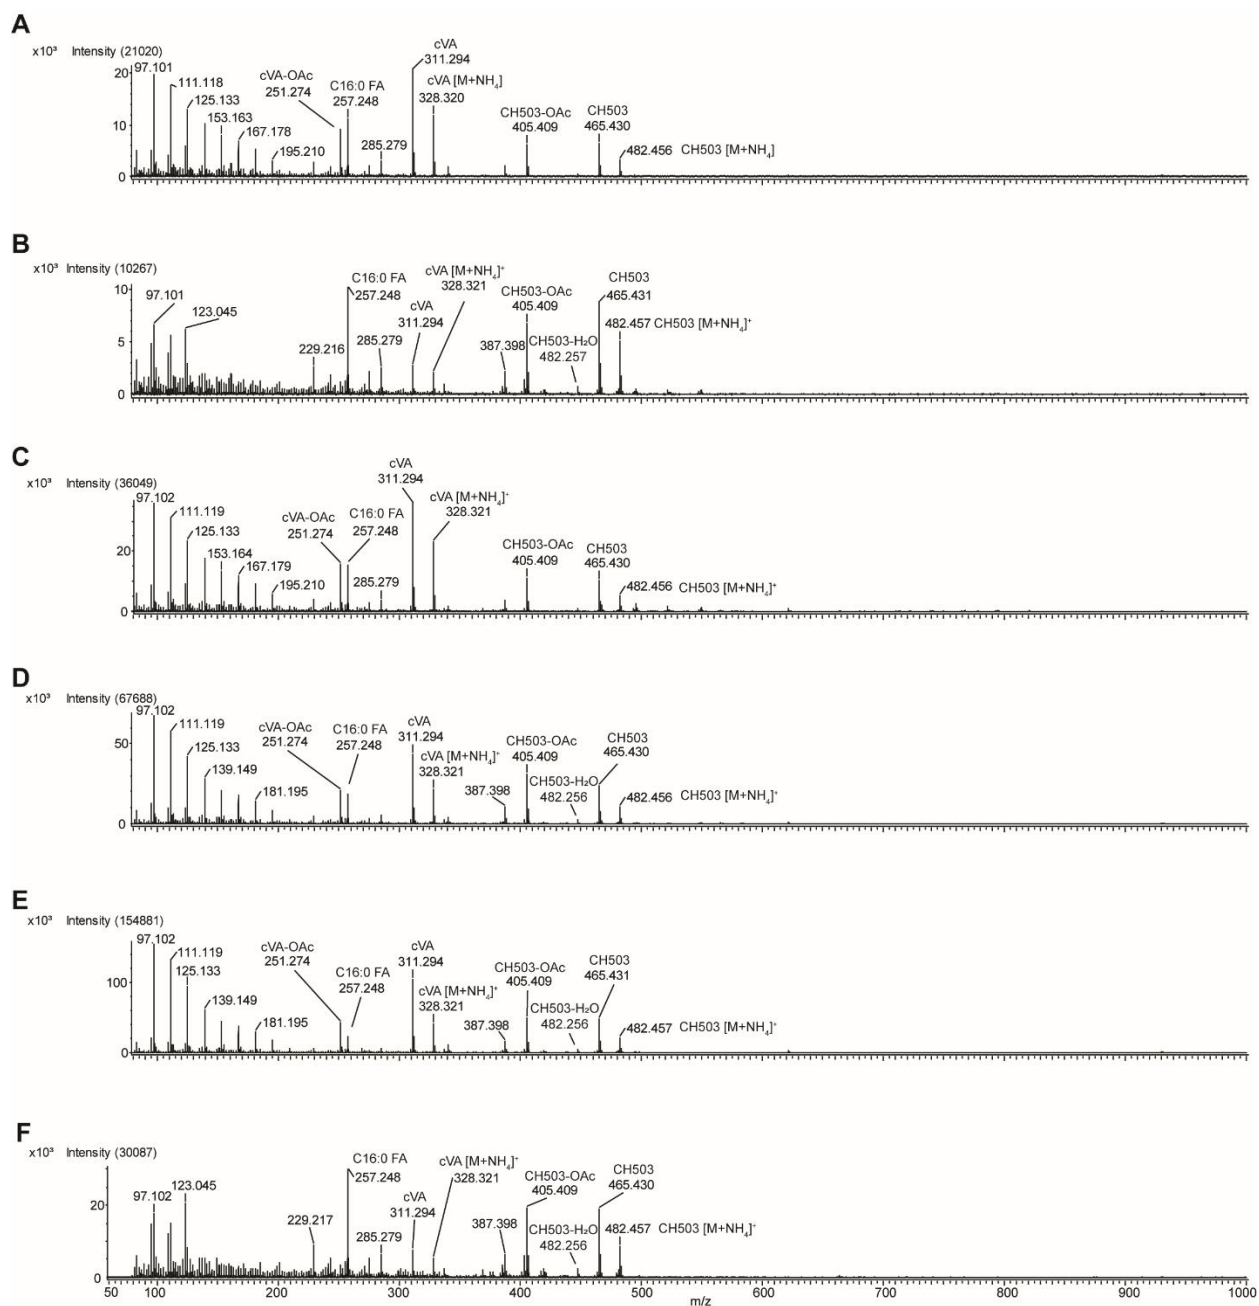 A
x10³ Intensity (21020)
cVA
97.101
311.294
cVA-OAc
C16:0 FA
cVA [M+NH₄]
20
111.118
251.274
257.248
328.320
CH503-OAc
CH503
125.133
405.409
465.430
10
153.163
167.178
285.279
195.210
482.456 CH503 [M+NH₄]
0
B
x10³ Intensity (10267)
cVA [M+NH₄]⁺
C16:0 FA
328.321
CH503
10
97.101
257.248
CH503-OAc
465.431
123.045
cVA
405.409
311.294
482.457 CH503 [M+NH₄]⁺
5
229.216
285.279
387.398
CH503-H₂O
482.257
0
C
cVA
x10³ Intensity (36049)
311.294
97.102
cVA [M+NH₄]⁺
111.119
cVA-OAc
C16:0 FA
328.321
125.133
251.274
257.248
CH503-OAc
CH503
20
153.164
405.409
465.430
167.179
285.279
195.210
482.456 CH503 [M+NH₄]⁺
0
D
x10³ Intensity (67688)
97.102
cVA-OAc
C16:0 FA
cVA
CH503-OAc
CH503
111.119
251.274
257.248
311.294
405.409
465.430
50
125.133
cVA [M+NH₄]⁺
139.149
328.321
CH503-H₂O
181.195
387.398
482.256
482.456 CH503 [M+NH₄]⁺
0
E
x10³ Intensity (154881)
97.102
cVA-OAc
cVA
CH503
111.119
251.274
C16:0 FA
311.294
CH503-OAc
465.431
100
125.133
257.248
405.409
139.149
cVA [M+NH₄]⁺
CH503-H₂O
328.321
387.398
482.256
181.195
482.457 CH503 [M+NH₄]⁺
0
F
x10³ Intensity (30087)
C16:0 FA
cVA [M+NH₄]⁺
257.248
328.321
CH503-OAc
CH503
97.102
123.045
405.409
465.430
20
cVA
311.294
229.217
285.279
387.398
CH503-H₂O
482.457 CH503 [M+NH₄]⁺
482.256
0
50 100 200 300 400 500 600 700 800 900 1000
m/z